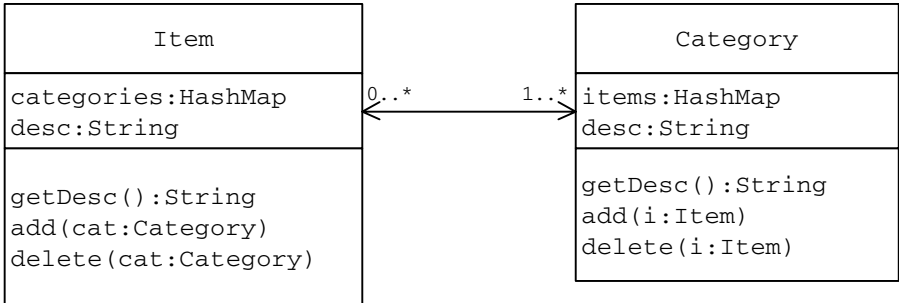 Item
categories:HashMap
desc:String
getDesc():String
add(cat:Category)
delete(cat:Category)
0..*
1..*
Category
items:HashMap
desc:String
getDesc():String
add(i:Item)
delete(i:Item)